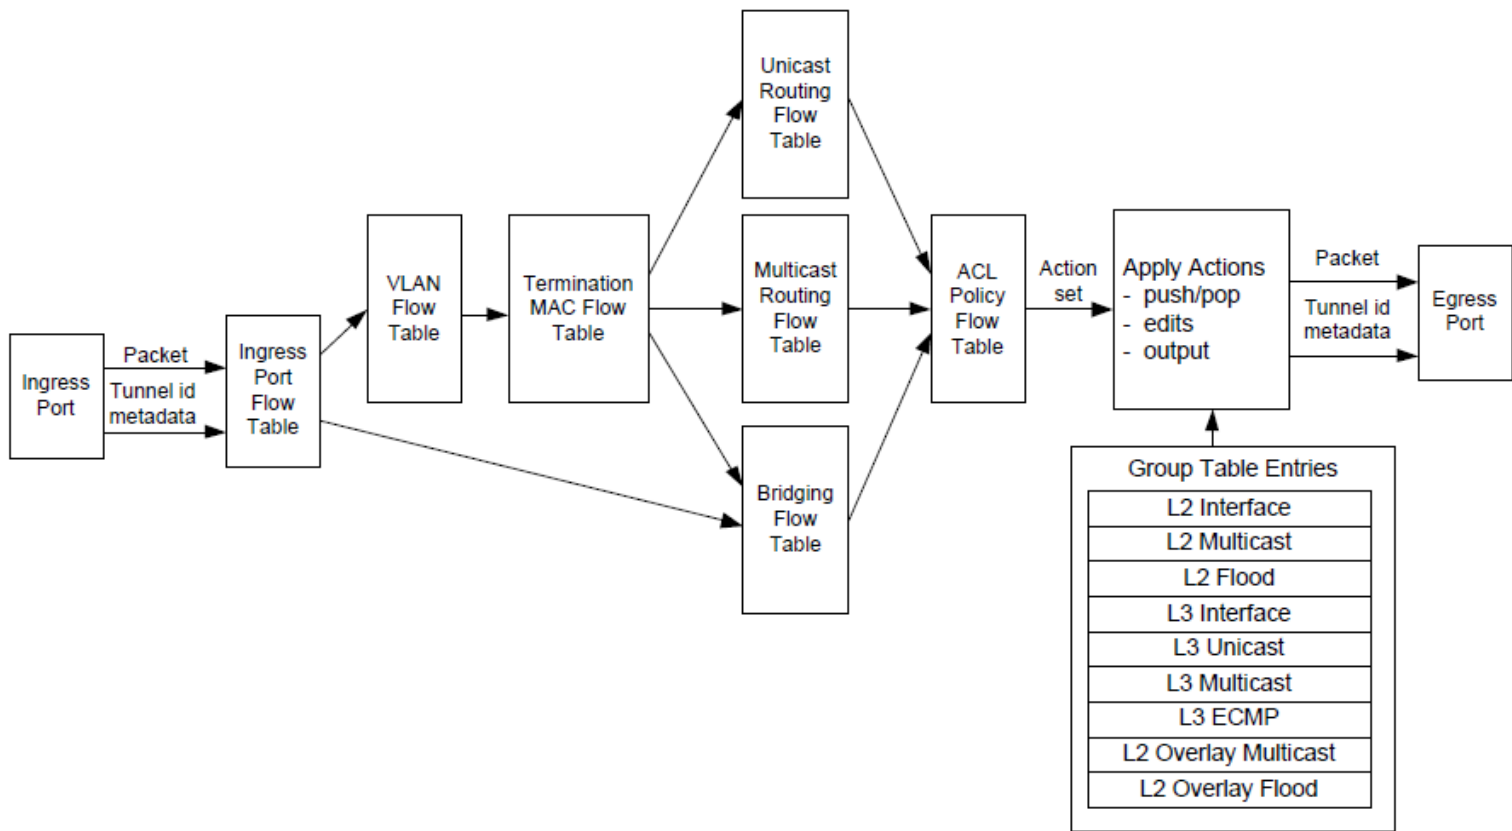 Ingress
Port
Packet
Tunnel id
metadata
Ingress
Port
Flow
Table
VLAN
Flow
Table
Termination
MAC Flow
Table
Unicast
Routing
Flow
Table
Multicast
Routing
Flow
Table
Bridging
Flow
Table
ACL
Policy
Flow
Table
Action
set
Apply Actions
- push/pop
- edits
- output
Packet
Tunnel id
metadata
Egress
Port
Group Table Entries
L2 Interface
L2 Multicast
L2 Flood
L3 Interface
L3 Unicast
L3 Multicast
L3 ECMP
L2 Overlay Multicast
L2 Overlay Flood